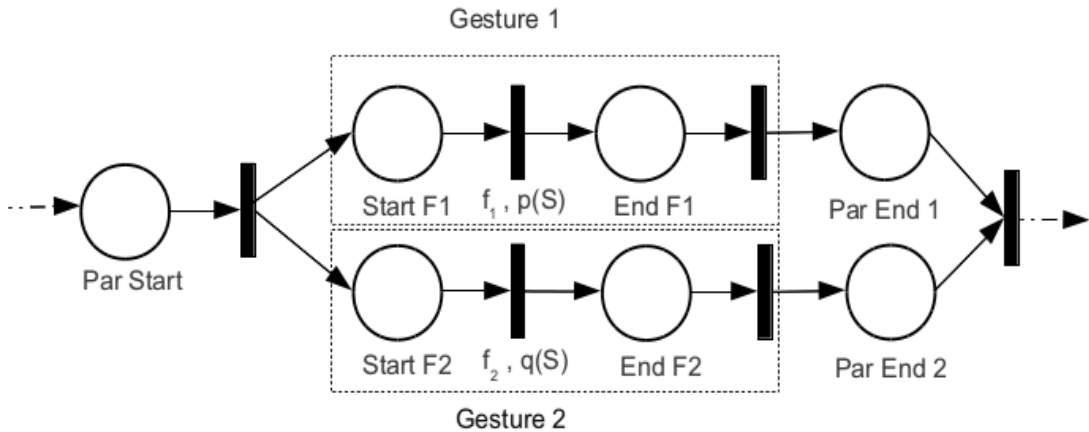 Gesture 1
Start F1
f₁ , p(S)
End F1
Par End 1
Par Start
Start F2
f₂ , q(S)
End F2
Par End 2
Gesture 2